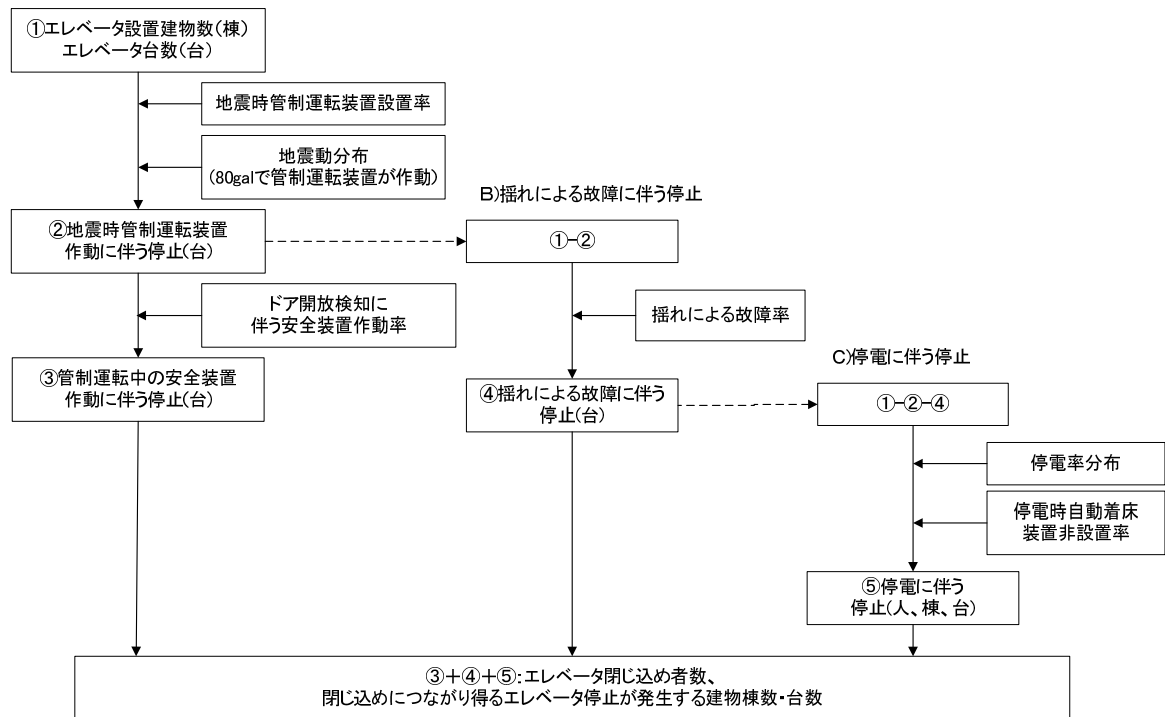 ①エレベータ設置建物数(棟)
エレベータ台数(台)
地震時管制運転装置設置率
地震動分布
(80galで管制運転装置が作動)
②地震時管制運転装置
作動に伴う停止(台)
ドア開放検知に
伴う安全装置作動率
③管制運転中の安全装置
作動に伴う停止(台)
B)揺れによる故障に伴う停止
①-②
揺れによる故障率
④揺れによる故障に伴う
停止(台)
C)停電に伴う停止
①-②-④
停電率分布
停電時自動着床
装置非設置率
⑤停電に伴う
停止(人、棟、台)
③+④+⑤:エレベータ閉じ込め者数、
閉じ込めにつながり得るエレベータ停止が発生する建物棟数・台数